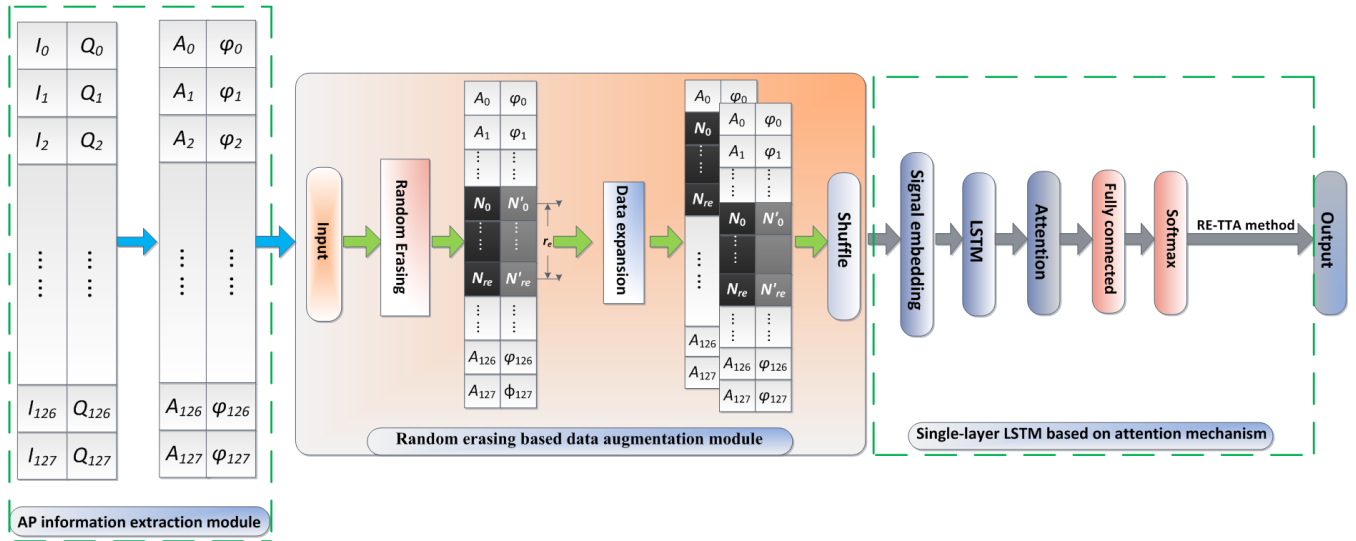 I0 Q0
I1 Q1
I2 Q2
⋮ ⋮
I126 Q126
I127 Q127
A0 φ0
A1 φ1
A2 φ2
⋮ ⋮
A126 φ126
A127 φ127
AP information extraction module
Input
Random Erasing
A0 φ0
A1 φ1
⋮ ⋮
N0 N'0
⋮ ⋮
Nre N're
⋮ ⋮
A126 φ126
A127 ϕ127
re
Data expansion
A0 φ0
N0
⋮
Nre
⋮ ⋮
A126
A127
A0 φ0
A1 φ1
⋮ ⋮
N0 N'0
⋮
Nre N're
⋮ ⋮
A126 φ126
A127 φ127
Shuffle
Random erasing based data augmentation module
Signal embedding
LSTM
Attention
Fully connected
Softmax
RE-TTA method
Output
Single-layer LSTM based on attention mechanism